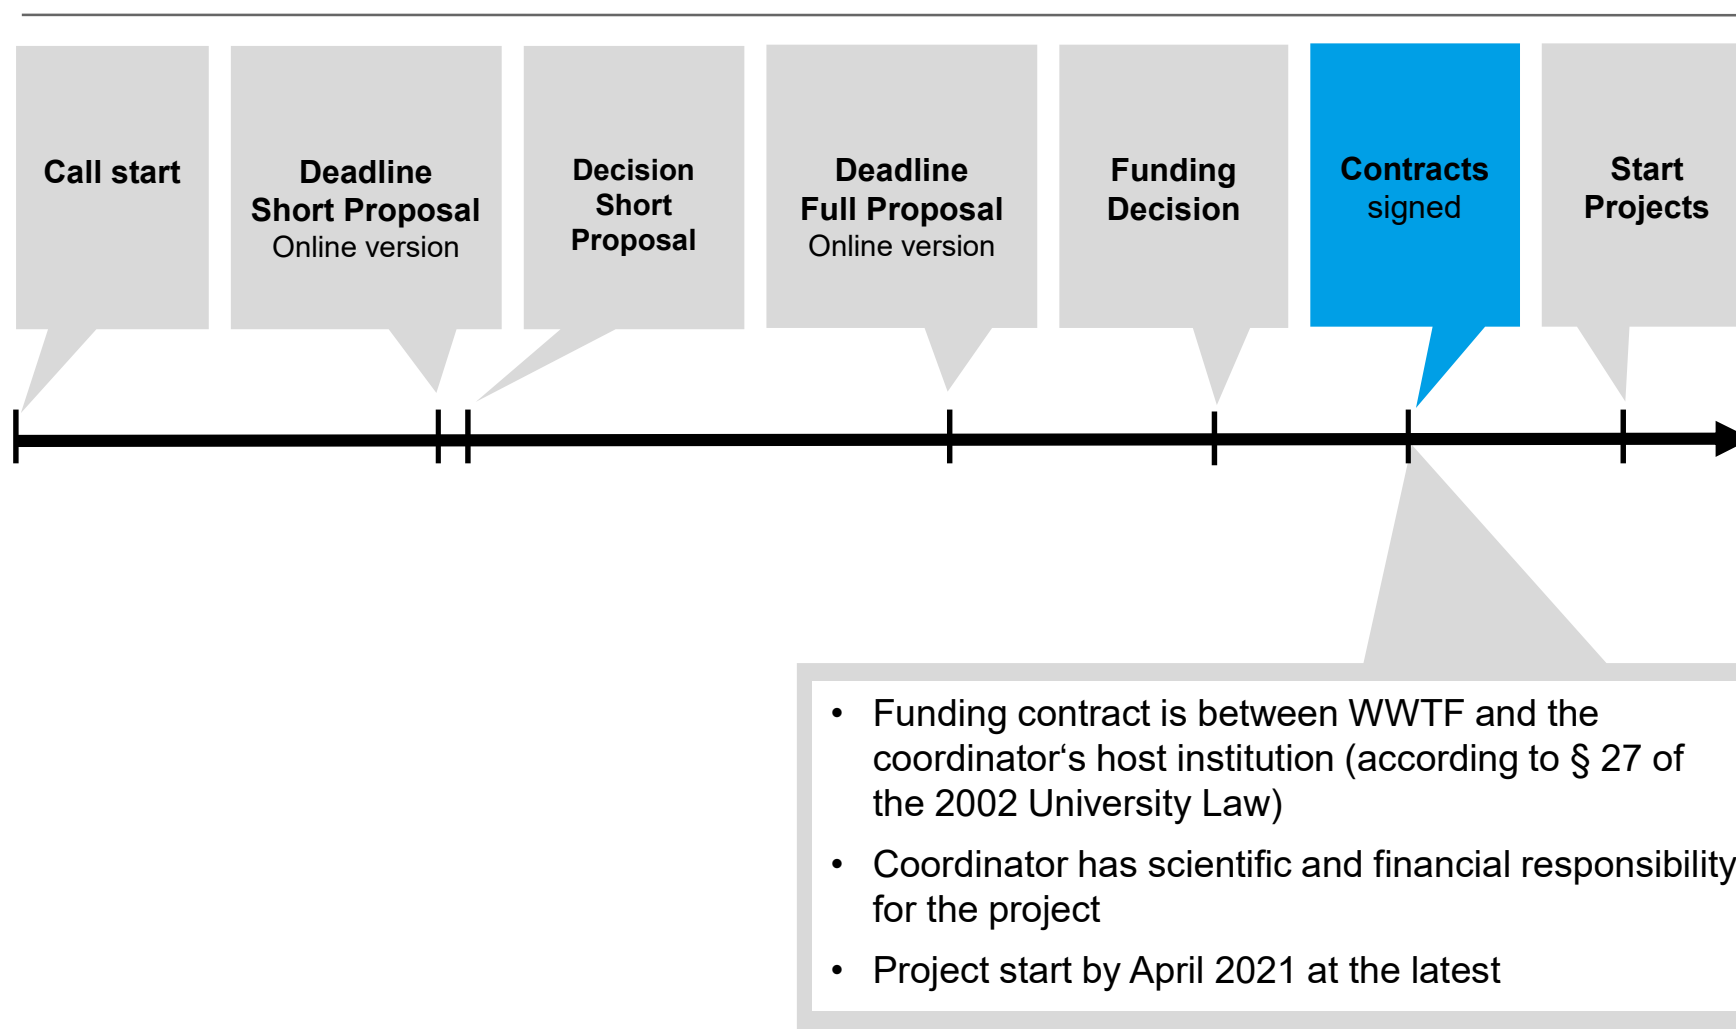 Call start
Deadline
Short Proposal
Online version
Decision
Short
Proposal
Deadline
Full Proposal
Online version
Funding
Decision
Contracts
signed
Start
Projects
• Funding contract is between WWTF and the
coordinator‘s host institution (according to § 27 of
the 2002 University Law)
• Coordinator has scientific and financial responsibility
for the project
• Project start by April 2021 at the latest